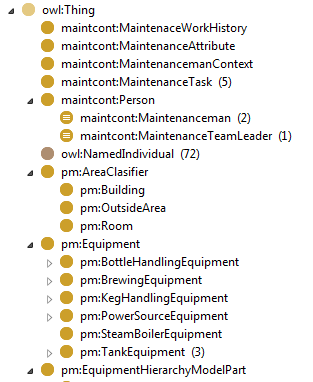 owl:Thing
maintcont:MaintenaceWorkHistory
maintcont:MaintenanceAttribute
maintcont:MaintenancemanContext
maintcont:MaintenanceTask (5)
maintcont:Person
maintcont:Maintenanceman (2)
maintcont:MaintenanceTeamLeader (1)
owl:NamedIndividual (72)
pm:AreaClasifier
pm:Building
pm:OutsideArea
pm:Room
pm:Equipment
pm:BottleHandlingEquipment
pm:BrewingEquipment
pm:KegHandlingEquipment
pm:PowerSourceEquipment
pm:SteamBoilerEquipment
pm:TankEquipment (3)
pm:EquipmentHierarchyModelPart